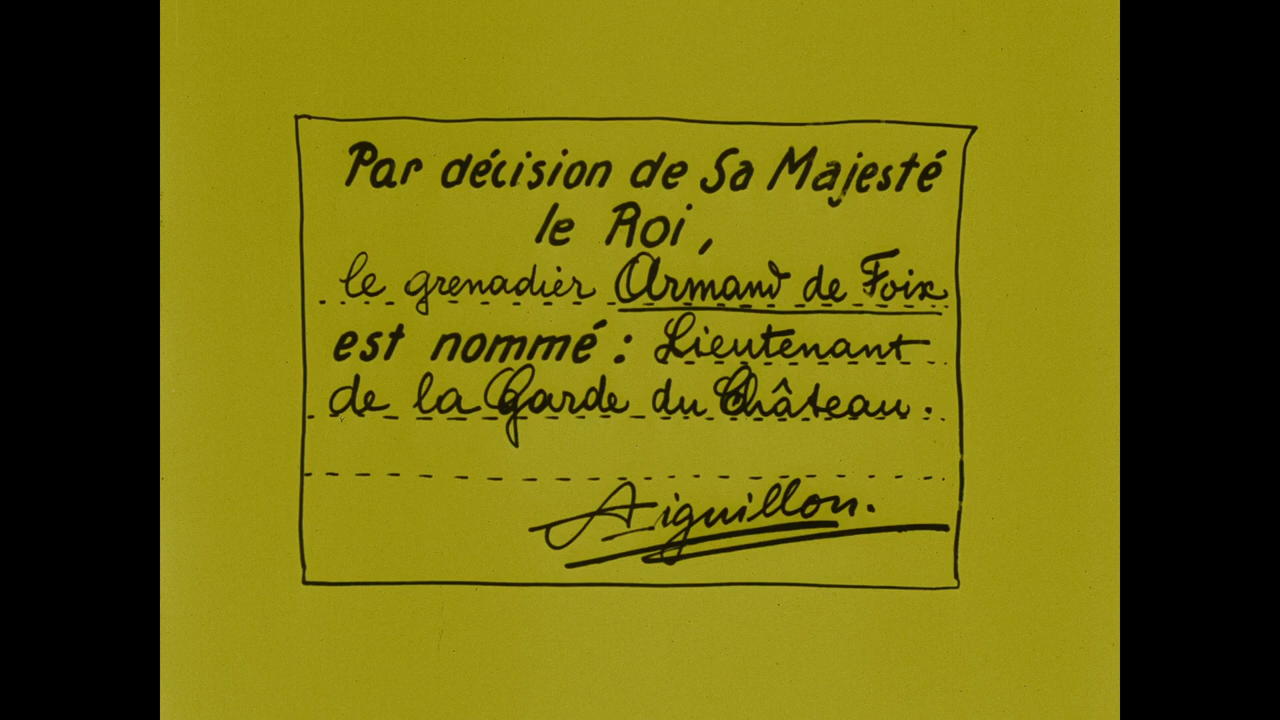 Par décision de Sa Majesté
le Roi,
le grenadier Armand de Foix
est nommé : Lieutenant
de la Garde du Château.
Aiguillon.